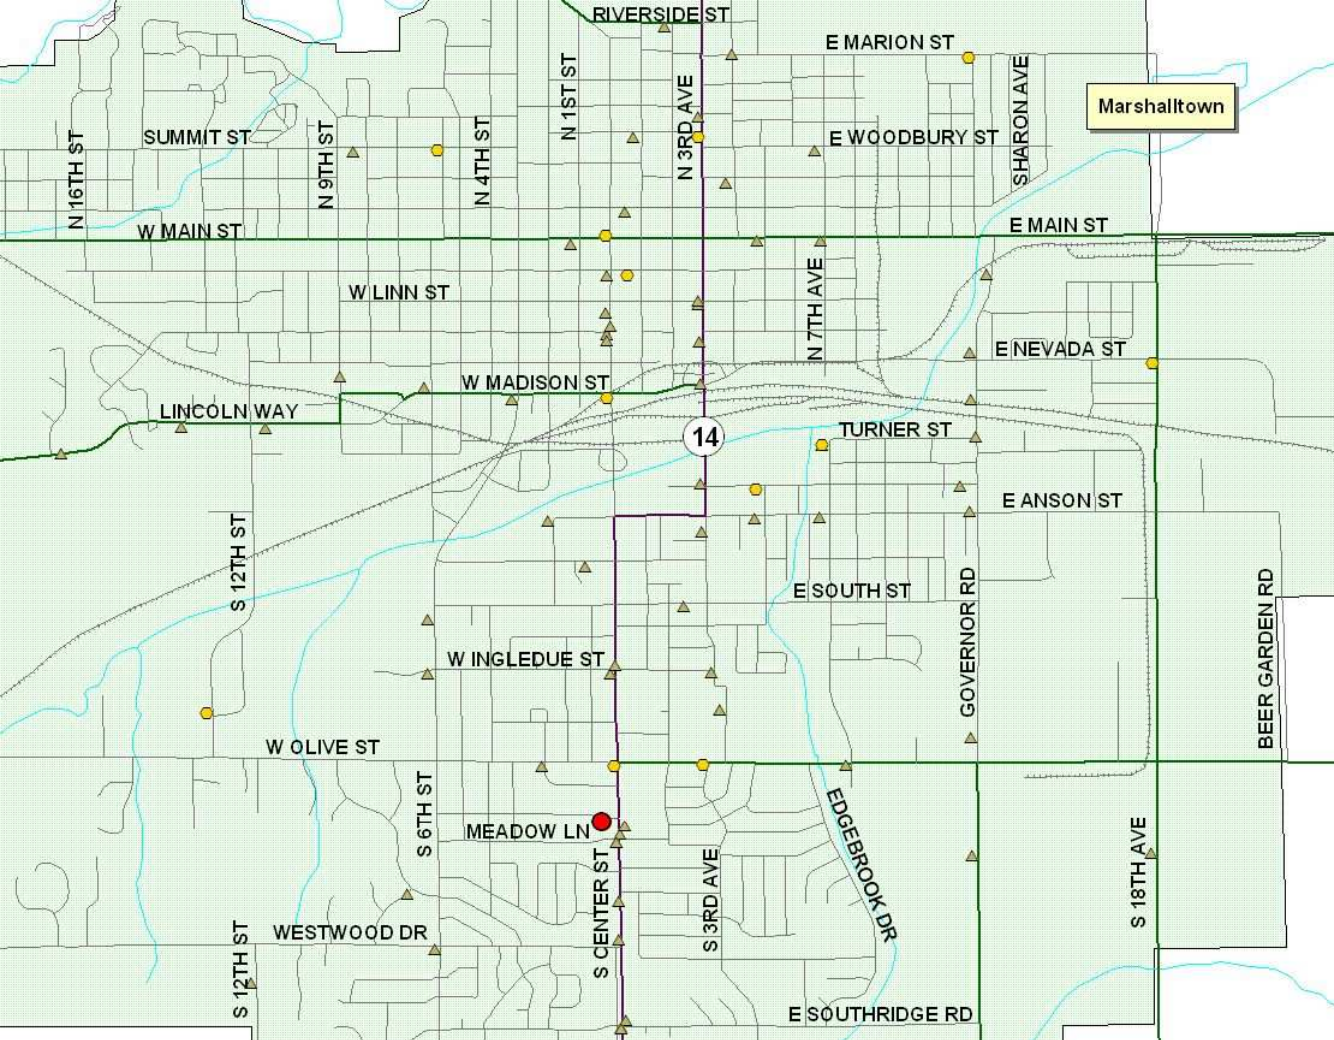 RIVERSIDE ST
E MARION ST
N 1ST ST
SHARON AVE
Marshalltown
N 3RD AVE
SUMMIT ST
E WOODBURY ST
N 16TH ST
N 9TH ST
N 4TH ST
W MAIN ST
E MAIN ST
W LINN ST
N 7TH AVE
E NEVADA ST
W MADISON ST
LINCOLN WAY
14
TURNER ST
E ANSON ST
S 12TH ST
E SOUTH ST
GOVERNOR RD
BEER GARDEN RD
W INGLEDUE ST
W OLIVE ST
S 6TH ST
MEADOW LN
EDGEBROOK DR
S 18TH AVE
S CENTER ST
S 3RD AVE
WESTWOOD DR
S 12TH ST
E SOUTHRIDGE RD